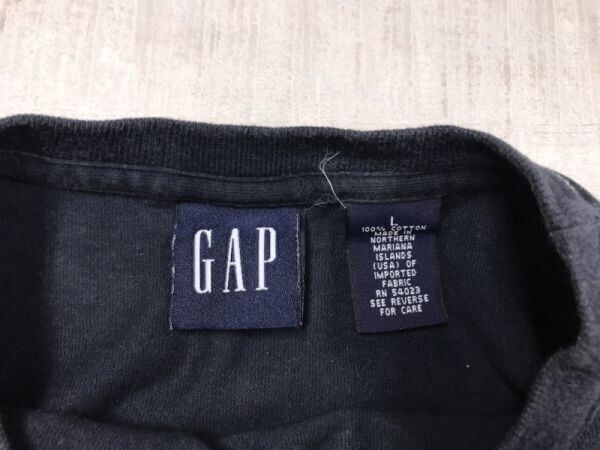 GAP
L
100% COTTON
MADE IN
NORTHERN
MARIANA
ISLANDS
(USA) OF
IMPORTED
FABRIC
RN 54023
SEE REVERSE
FOR CARE